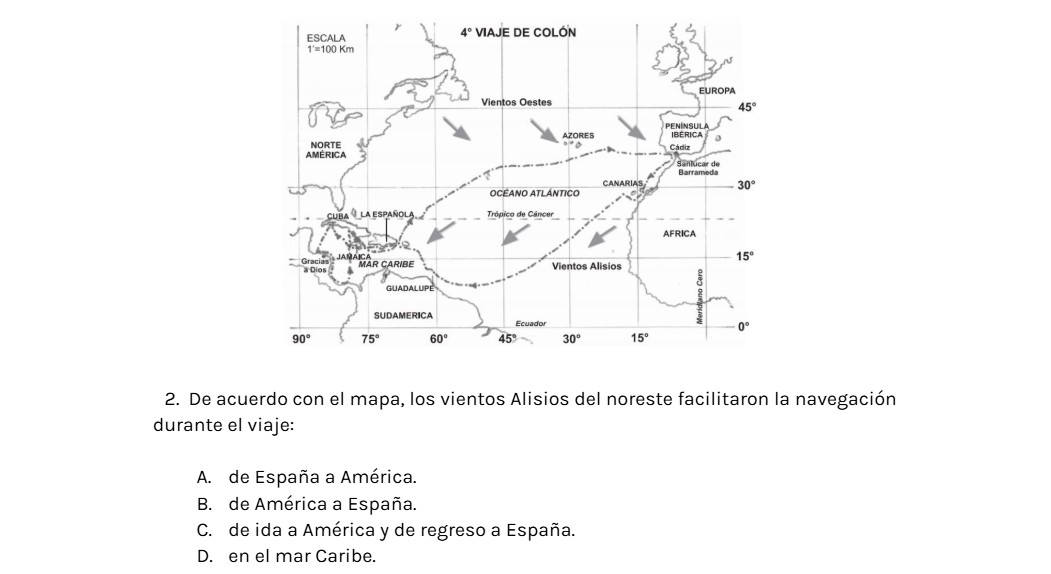 4° VIAJE DE COLÓN
ESCALA
1'=100 Km
EUROPA
Vientos Oestes
45°
PENÍNSULA
IBÉRICA
AZORES
NORTE
AMÉRICA
Cádiz
Sanlúcar de
Barrameda
CANARIAS
30°
OCÉANO ATLÁNTICO
CUBA
LA ESPAÑOLA
Trópico de Cáncer
AFRICA
JAMAICA
15°
Gracias
a Dios
MAR CARIBE
Vientos Alisios
GUADALUPE
Meridiano Cero
SUDAMERICA
Ecuador
0°
90°
75°
60°
45°
30°
15°
2. De acuerdo con el mapa, los vientos Alisios del noreste facilitaron la navegación
durante el viaje:
A. de España a América.
B. de América a España.
C. de ida a América y de regreso a España.
D. en el mar Caribe.